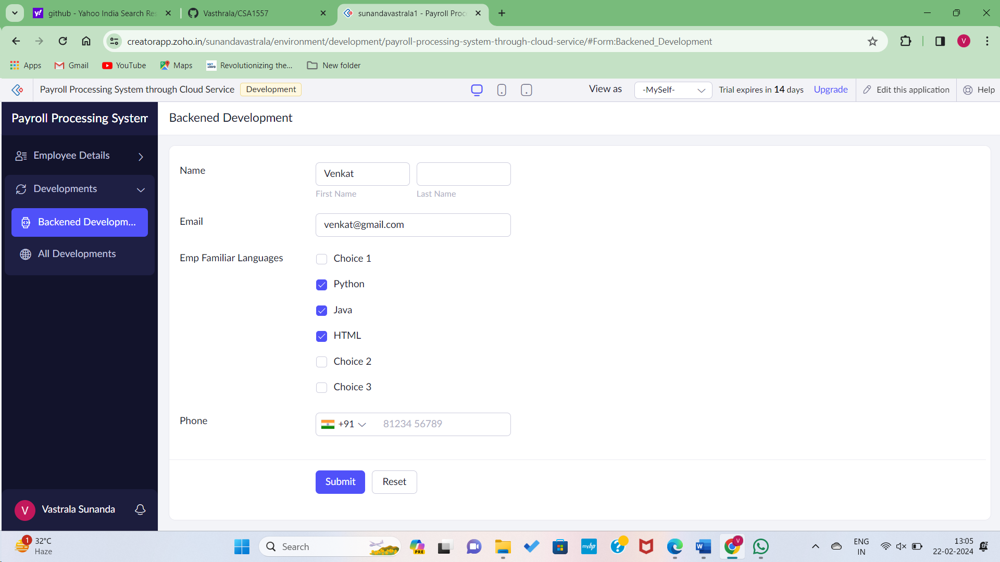 github - Yahoo India Search Res
Vasthrala/CSA1557
sunandavastrala1 - Payroll Proc
creatorapp.zoho.in/sunandavastrala/environment/development/payroll-processing-system-through-cloud-service/#Form:Backened_Development
V
Apps
Gmail
YouTube
Maps
Revolutionizing the...
New folder
Payroll Processing System through Cloud Service
Development
View as
-MySelf-
Trial expires in 14 days
Upgrade
Edit this application
Help
Payroll Processing System
Backened Development
Employee Details
Developments
Backened Developm...
All Developments
Name
Venkat
First Name
Last Name
Email
venkat@gmail.com
Emp Familiar Languages
Choice 1
Python
Java
HTML
Choice 2
Choice 3
Phone
+91
81234 56789
Submit
Reset
V
Vastrala Sunanda
1
32°C
Haze
Search
PRE
myhp
W
V
ENG
IN
13:05
22-02-2024